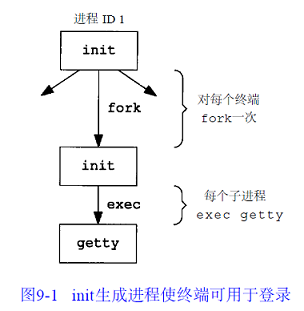 进程 ID 1
init
fork
对每个终端
fork一次
init
exec
每个子进程
exec getty
getty
图9-1 init生成进程使终端可用于登录